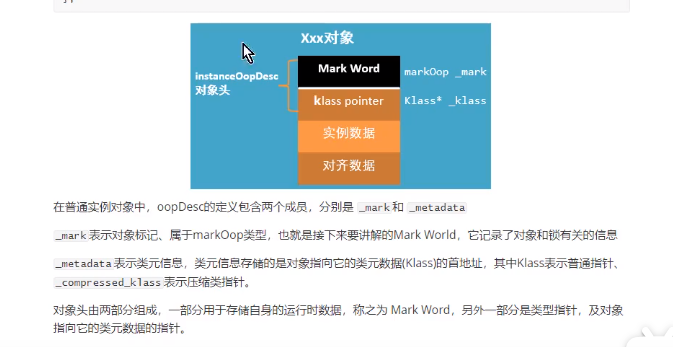 Xxx对象
instanceOopDesc
对象头
Mark Word
markOop _mark
klass pointer
Klass* _klass
实例数据
对齐数据
在普通实例对象中，oopDesc的定义包含两个成员，分别是 _mark 和 _metadata
_mark 表示对象标记、属于markOop类型，也就是接下来要讲解的Mark World，它记录了对象和锁有关的信息
_metadata 表示类元信息，类元信息存储的是对象指向它的类元数据(Klass)的首地址，其中Klass表示普通指针、
_compressed_klass 表示压缩类指针。
对象头由两部分组成，一部分用于存储自身的运行时数据，称之为 Mark Word，另外一部分是类型指针，及对象
指向它的类元数据的指针。